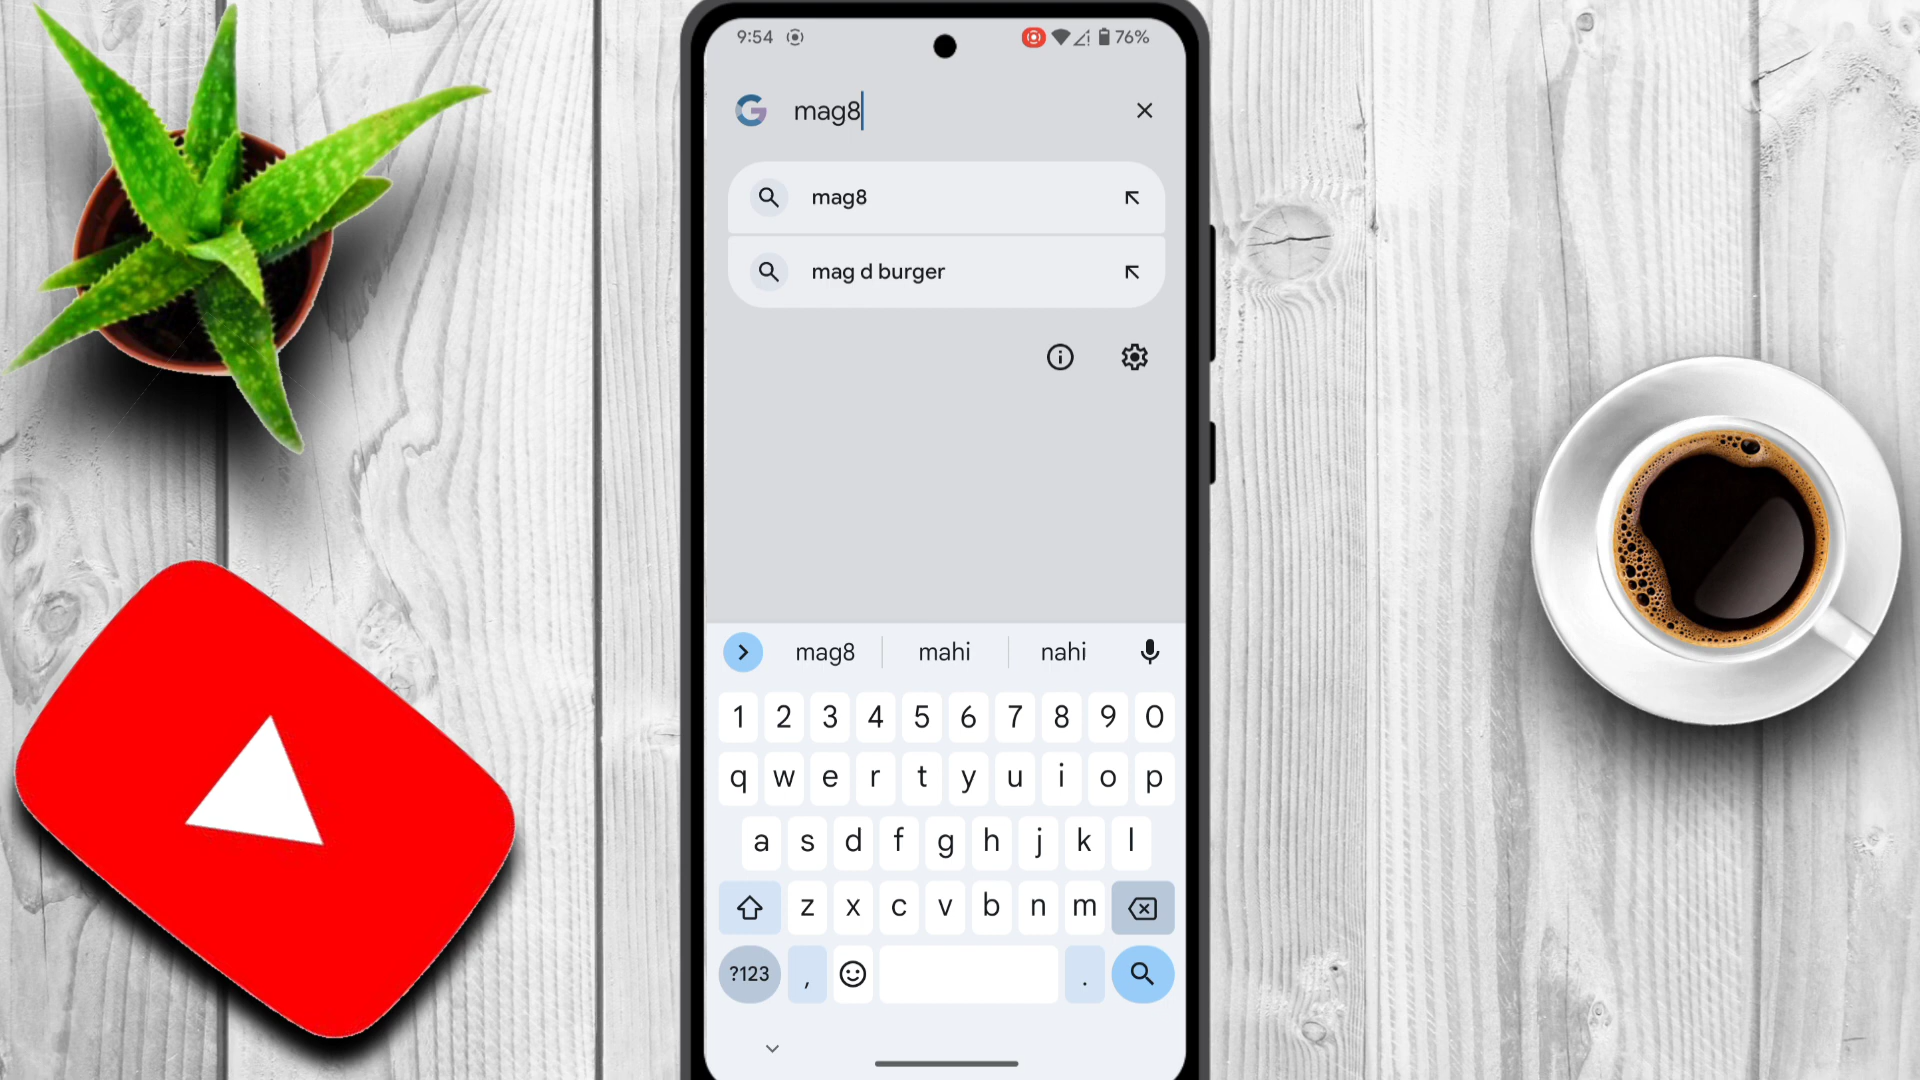 9:54 76%
mag8
mag8
mag d burger
mag8 mahi nahi
1 2 3 4 5 6 7 8 9 0
q w e r t y u i o p
a s d f g h j k l
z x c v b n m
?123 , .